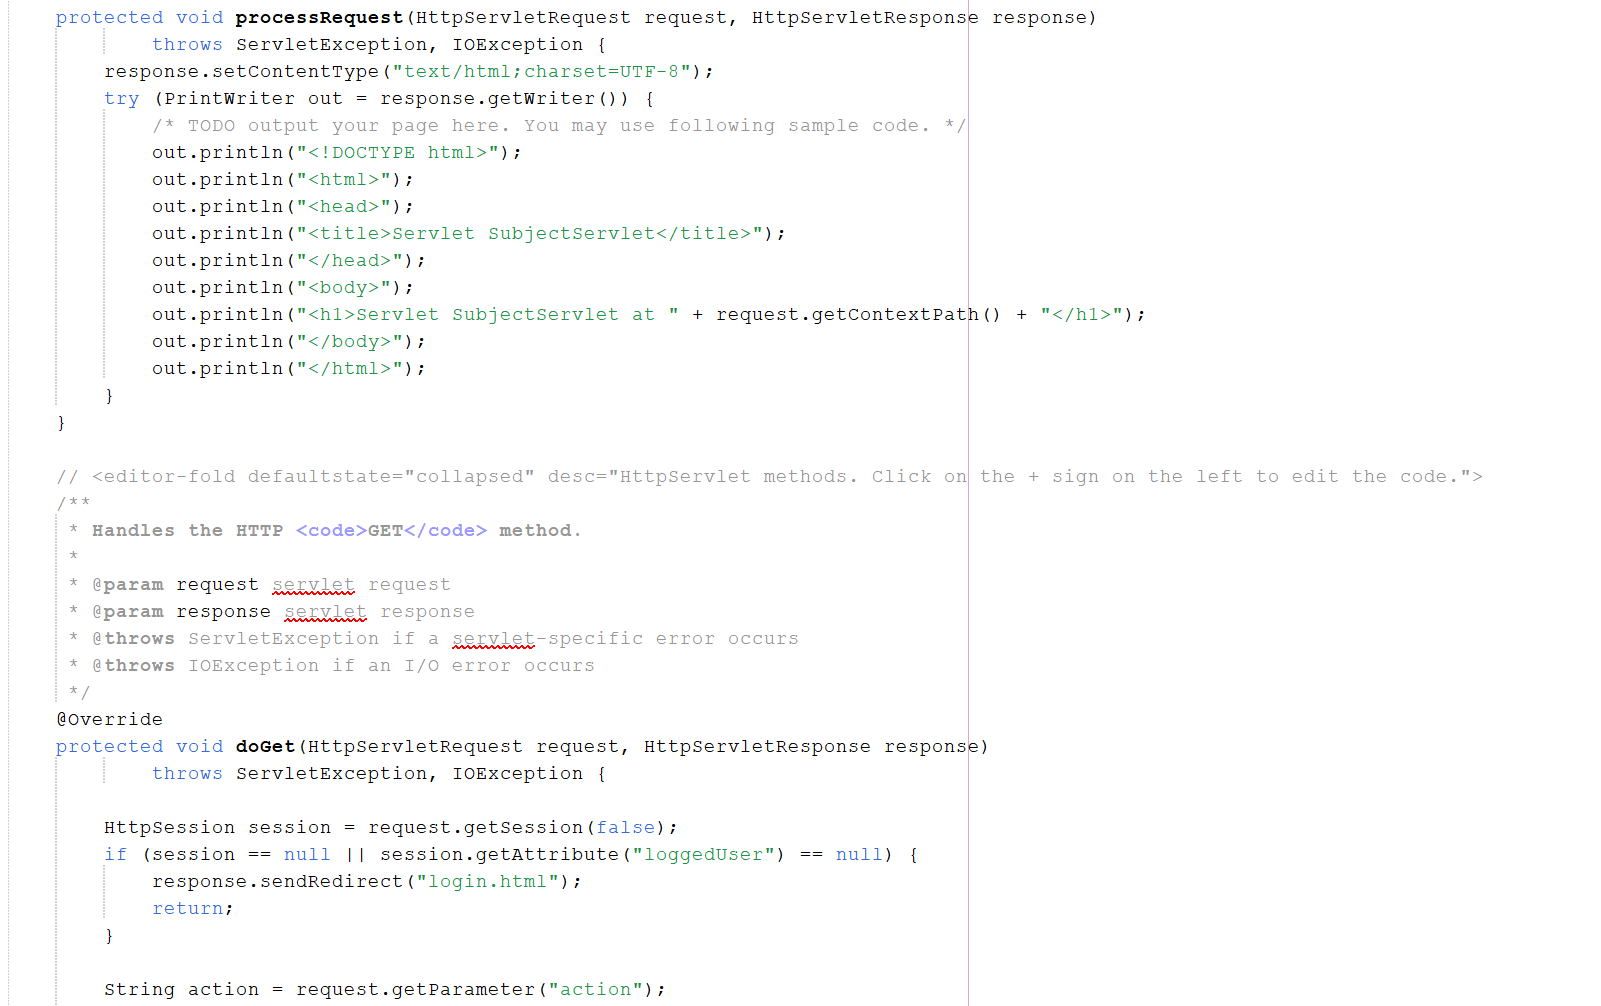 protected void processRequest(HttpServletRequest request, HttpServletResponse response)
        throws ServletException, IOException {
    response.setContentType("text/html;charset=UTF-8");
    try (PrintWriter out = response.getWriter()) {
        /* TODO output your page here. You may use following sample code. */
        out.println("<!DOCTYPE html>");
        out.println("<html>");
        out.println("<head>");
        out.println("<title>Servlet SubjectServlet</title>");
        out.println("</head>");
        out.println("<body>");
        out.println("<h1>Servlet SubjectServlet at " + request.getContextPath() + "</h1>");
        out.println("</body>");
        out.println("</html>");
    }
}

// <editor-fold defaultstate="collapsed" desc="HttpServlet methods. Click on the + sign on the left to edit the code.">
/**
 * Handles the HTTP <code>GET</code> method.
 *
 * @param request servlet request
 * @param response servlet response
 * @throws ServletException if a servlet-specific error occurs
 * @throws IOException if an I/O error occurs
 */
@Override
protected void doGet(HttpServletRequest request, HttpServletResponse response)
        throws ServletException, IOException {

    HttpSession session = request.getSession(false);
    if (session == null || session.getAttribute("loggedUser") == null) {
        response.sendRedirect("login.html");
        return;
    }

    String action = request.getParameter("action");